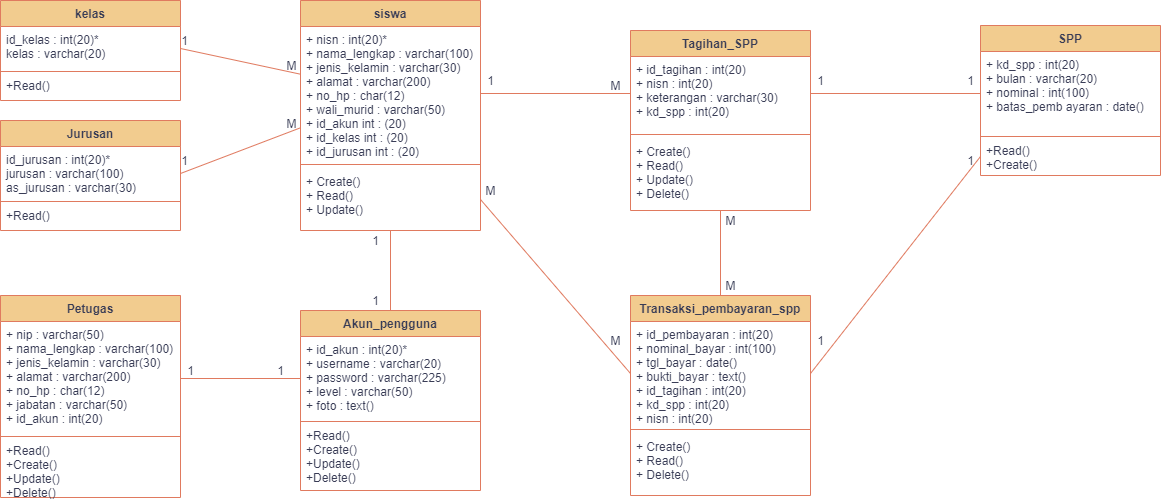 kelas
id_kelas : int(20)*
kelas : varchar(20)
+Read()
1
M
Jurusan
id_jurusan : int(20)*
jurusan : varchar(100)
as_jurusan : varchar(30)
+Read()
1
M
siswa
+ nisn : int(20)*
+ nama_lengkap : varchar(100)
+ jenis_kelamin : varchar(30)
+ alamat : varchar(200)
+ no_hp : char(12)
+ wali_murid : varchar(50)
+ id_akun int : (20)
+ id_kelas int : (20)
+ id_jurusan int : (20)
+ Create()
+ Read()
+ Update()
1
M
Tagihan_SPP
+ id_tagihan : int(20)
+ nisn : int(20)
+ keterangan : varchar(30)
+ kd_spp : int(20)
+ Create()
+ Read()
+ Update()
+ Delete()
1
1
SPP
+ kd_spp : int(20)
+ bulan : varchar(20)
+ nominal : int(100)
+ batas_pemb ayaran : date()
+Read()
+Create()
1
M
1
1
M
M
Petugas
+ nip : varchar(50)
+ nama_lengkap : varchar(100)
+ jenis_kelamin : varchar(30)
+ alamat : varchar(200)
+ no_hp : char(12)
+ jabatan : varchar(50)
+ id_akun : int(20)
+Read()
+Create()
+Update()
+Delete()
1
1
Akun_pengguna
+ id_akun : int(20)*
+ username : varchar(20)
+ password : varchar(225)
+ level : varchar(50)
+ foto : text()
+Read()
+Create()
+Update()
+Delete()
M
Transaksi_pembayaran_spp
+ id_pembayaran : int(20)
+ nominal_bayar : int(100)
+ tgl_bayar : date()
+ bukti_bayar : text()
+ id_tagihan : int(20)
+ kd_spp : int(20)
+ nisn : int(20)
+ Create()
+ Read()
+ Delete()
1